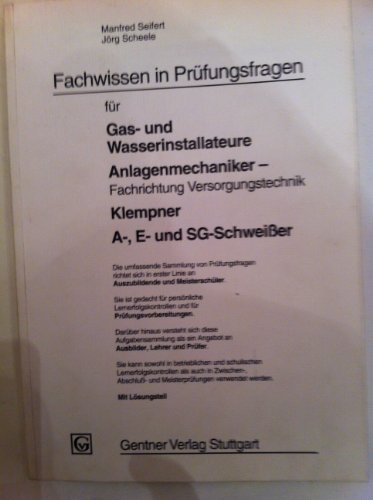 Manfred Seifert
Jörg Scheele
Fachwissen in Prüfungsfragen
für
Gas- und
Wasserinstallateure
Anlagenmechaniker –
Fachrichtung Versorgungstechnik
Klempner
A-, E- und SG-Schweißer
Die umfassende Sammlung von Prüfungsfragen
richtet sich in erster Linie an
Auszubildende und Meisterschüler.
Sie ist gedacht für persönliche
Lernerfolgskontrollen und für
Prüfungsvorbereitungen.
Darüber hinaus versteht sich diese
Aufgabensammlung als ein Angebot an
Ausbilder, Lehrer und Prüfer.
Sie kann sowohl in betrieblichen und schulischen
Lernerfolgskontrollen als auch in Zwischen-,
Abschluß- und Meisterprüfungen verwendet werden.
Mit Lösungsteil
Gentner Verlag Stuttgart